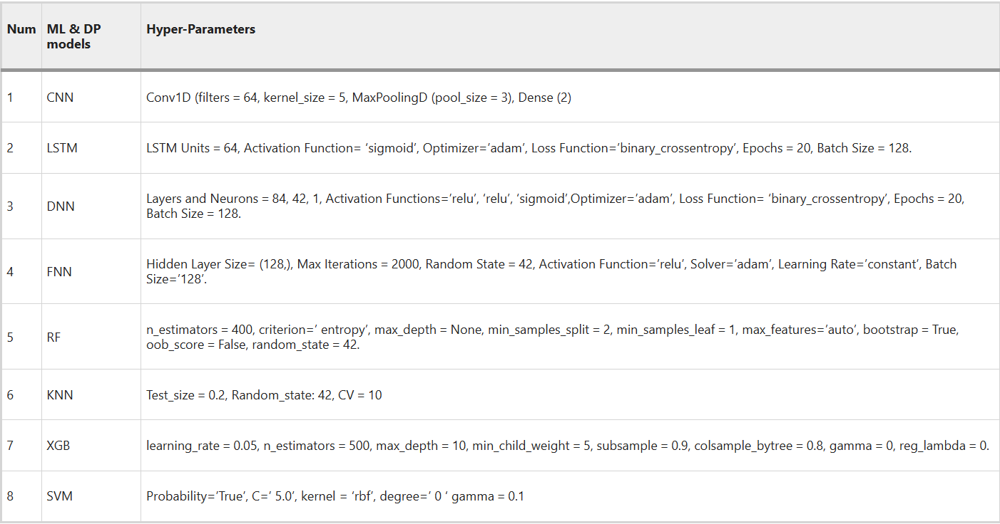 Num ML & DP models Hyper-Parameters
1 CNN Conv1D (filters = 64, kernel_size = 5, MaxPoolingD (pool_size = 3), Dense (2)
2 LSTM LSTM Units = 64, Activation Function= ‘sigmoid’, Optimizer=’adam’, Loss Function=’binary_crossentropy’, Epochs = 20, Batch Size = 128.
3 DNN Layers and Neurons = 84, 42, 1, Activation Functions=’relu’, ‘relu’, ‘sigmoid’,Optimizer=’adam’, Loss Function= ‘binary_crossentropy’, Epochs = 20,
Batch Size = 128.
4 FNN Hidden Layer Size= (128,), Max Iterations = 2000, Random State = 42, Activation Function=’relu’, Solver=’adam’, Learning Rate=’constant’, Batch
Size=’128’.
5 RF n_estimators = 400, criterion=’ entropy’, max_depth = None, min_samples_split = 2, min_samples_leaf = 1, max_features=’auto’, bootstrap = True,
oob_score = False, random_state = 42.
6 KNN Test_size = 0.2, Random_state: 42, CV = 10
7 XGB learning_rate = 0.05, n_estimators = 500, max_depth = 10, min_child_weight = 5, subsample = 0.9, colsample_bytree = 0.8, gamma = 0, reg_lambda = 0.
8 SVM Probability=’True’, C=’ 5.0’, kernel = ‘rbf’, degree=’ 0 ‘ gamma = 0.1